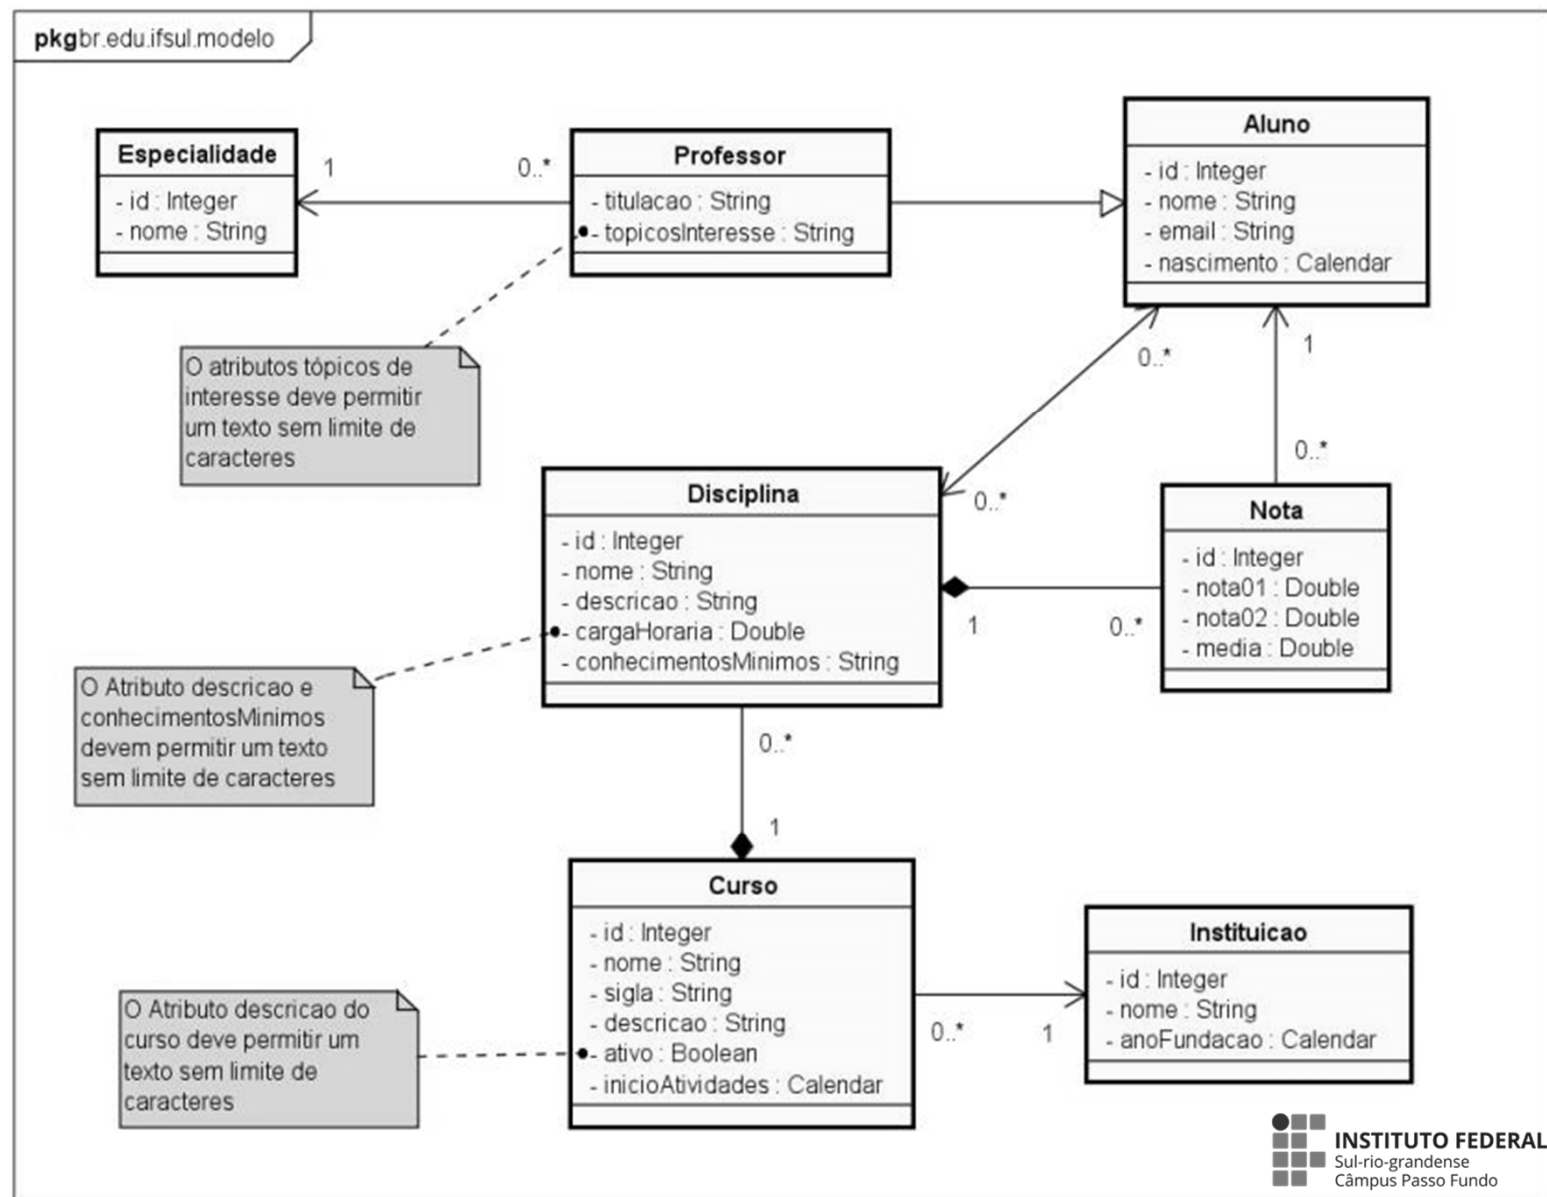 pkgbr.edu.ifsul.modelo
Especialidade
- id : Integer
- nome : String
1
0..*
Professor
- titulacao : String
- topicosInteresse : String
Aluno
- id : Integer
- nome : String
- email : String
- nascimento : Calendar
O atributos tópicos de
interesse deve permitir
um texto sem limite de
caracteres
0..*
1
0..*
0..*
Disciplina
- id : Integer
- nome : String
- descricao : String
- cargaHoraria : Double
- conhecimentosMinimos : String
1
0..*
Nota
- id : Integer
- nota01 : Double
- nota02 : Double
- media : Double
O Atributo descricao e
conhecimentosMinimos
devem permitir um texto
sem limite de caracteres
0..*
1
Curso
- id : Integer
- nome : String
- sigla : String
- descricao : String
- ativo : Boolean
- inicioAtividades : Calendar
0..*
1
Instituicao
- id : Integer
- nome : String
- anoFundacao : Calendar
O Atributo descricao do
curso deve permitir um
texto sem limite de
caracteres
INSTITUTO FEDERAL
Sul-rio-grandense
Câmpus Passo Fundo